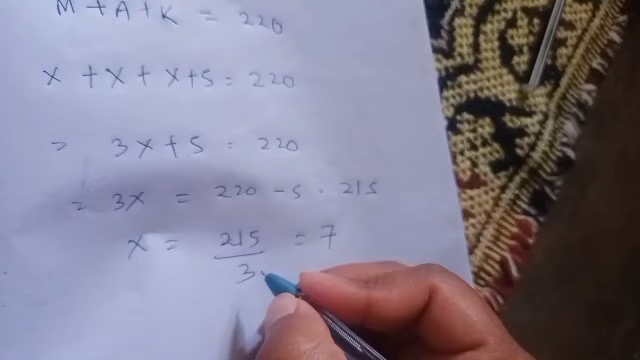 M + A + K = 220
x + x + x + 5 = 220
= 3x + 5 = 220
= 3x = 220 - 5 . 215
x = 215/3 = 7